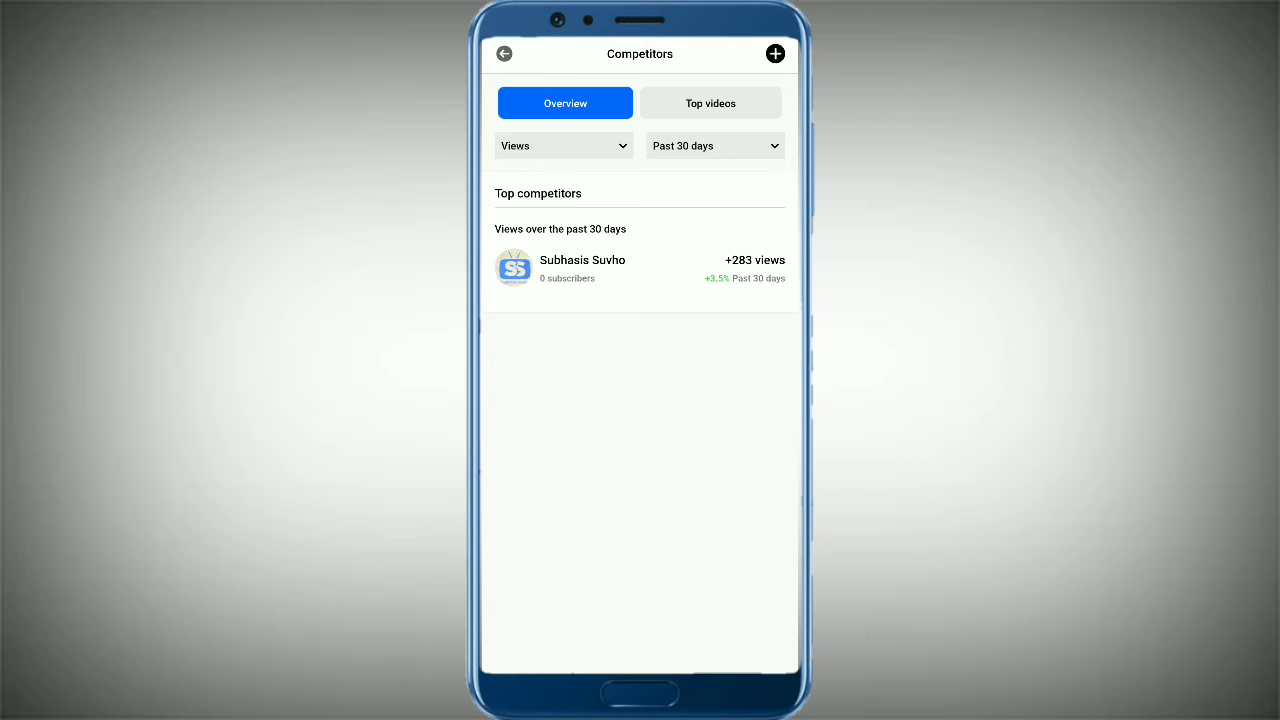 Competitors
Overview
Top videos
Views
Past 30 days
Top competitors
Views over the past 30 days
Subhasis Suvho
+283 views
SS
0 subscribers
+3.5% Past 30 days